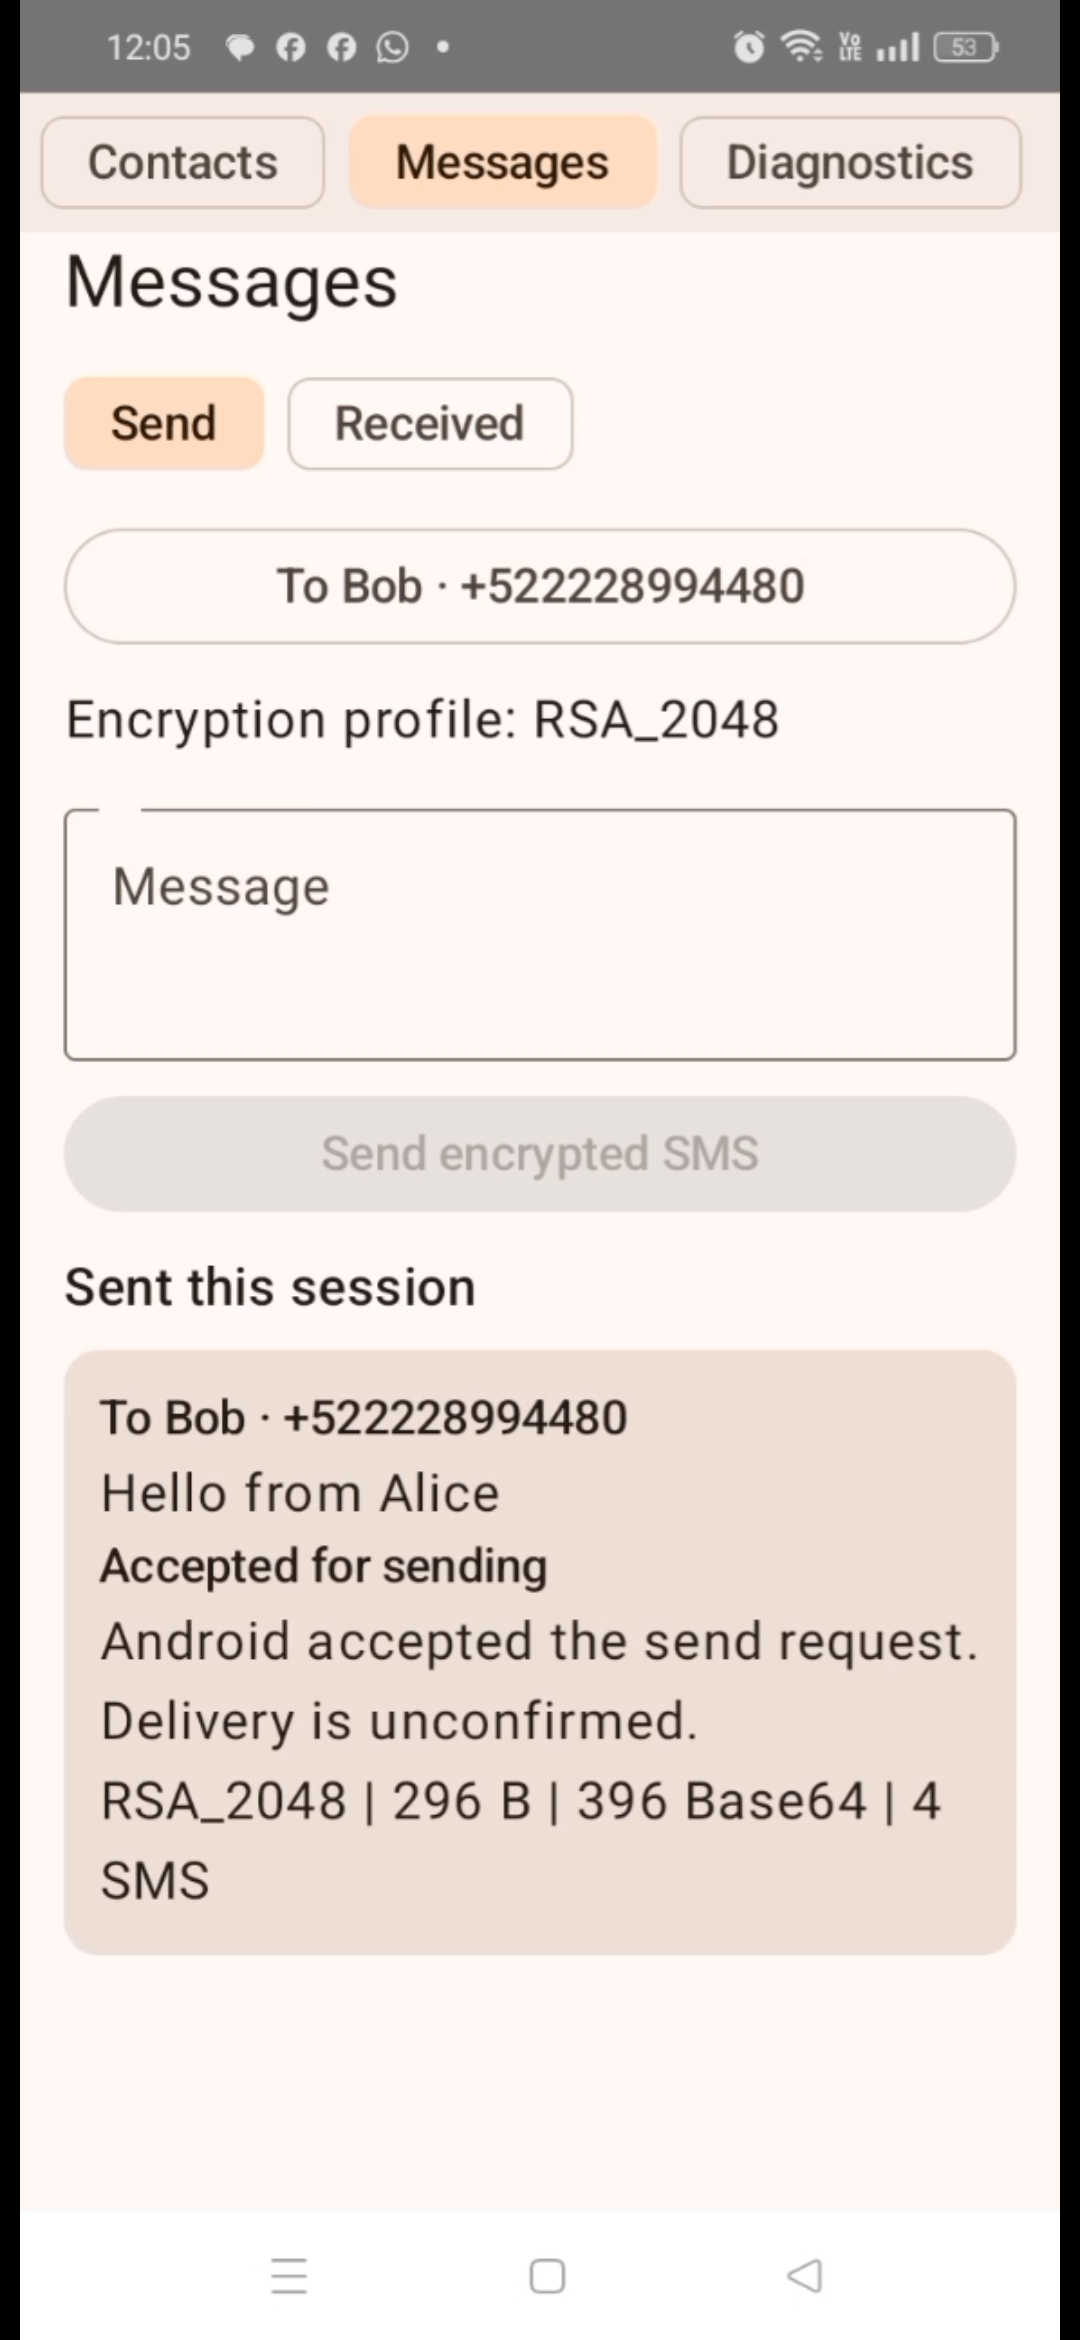 12:05
Vo LTE
53
Contacts Messages Diagnostics
Messages
Send Received
To Bob · +522228994480
Encryption profile: RSA_2048
Message
Send encrypted SMS
Sent this session
To Bob · +522228994480
Hello from Alice
Accepted for sending
Android accepted the send request.
Delivery is unconfirmed.
RSA_2048 | 296 B | 396 Base64 | 4
SMS